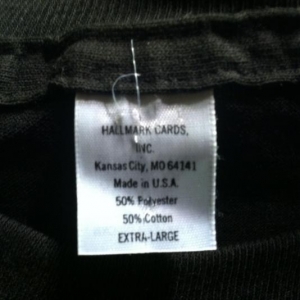 HALLMARK CARDS,
INC.
Kansas City, MO 64141
Made in U.S.A.
50% Polyester
50% Cotton
EXTRA-LARGE